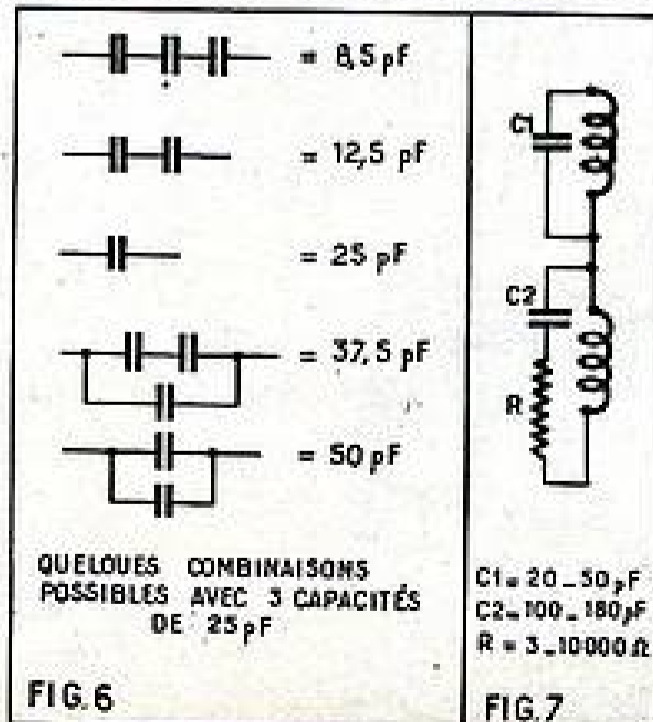 = 8,5 pF
= 12,5 pF
= 25 pF
= 37,5 pF
= 50 pF
QUELQUES COMBINAISONS
POSSIBLES AVEC 3 CAPACITÉS
DE 25 pF
FIG. 6
C1
C2
R
C1 = 20 _ 50 pF
C2 = 100 _ 180 pF
R = 3 _ 10000 Ω
FIG. 7